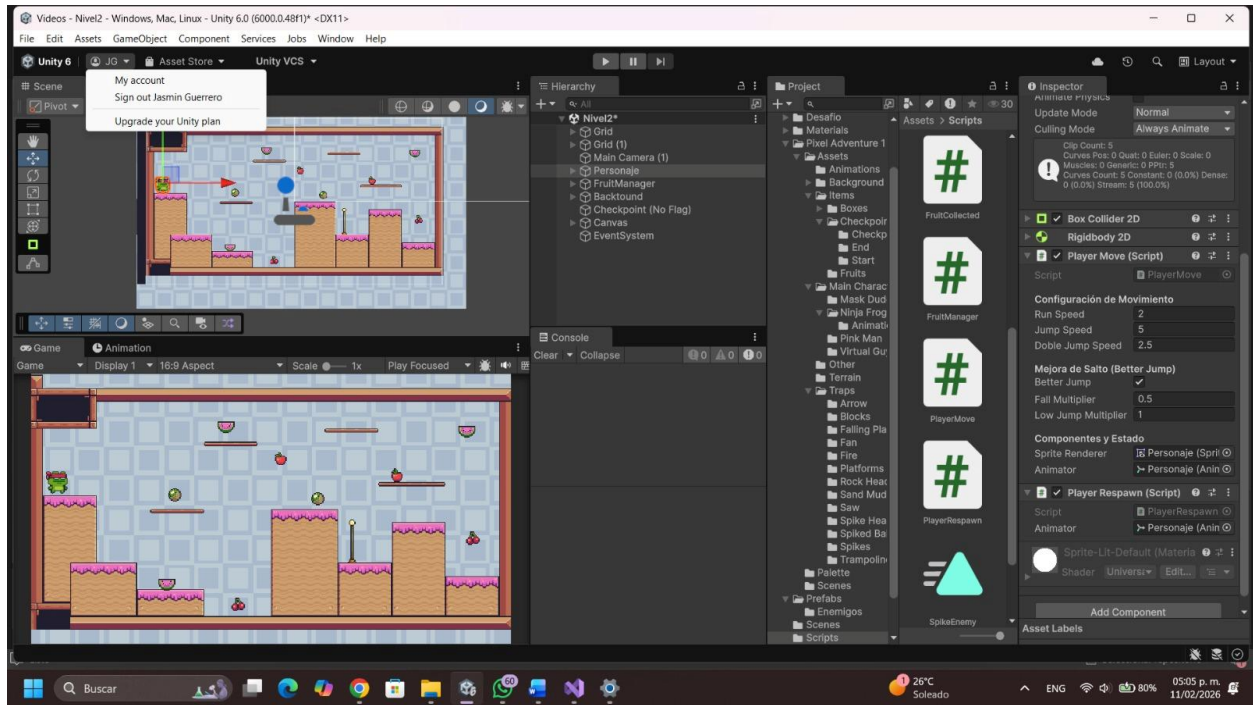 Videos - Nivel2 - Windows, Mac, Linux - Unity 6.0 (6000.0.48f1)* <DX11>
File Edit Assets GameObject Component Services Jobs Window Help
Unity 6 JG Asset Store Unity VCS Layout
My account
Sign out Jasmin Guerrero
Upgrade your Unity plan
Scene
Pivot
Hierarchy
All
Nivel2*
Grid
Grid (1)
Main Camera (1)
Personaje
FruitManager
Backtound
Checkpoint (No Flag)
Canvas
EventSystem
Console
Clear Collapse 0 0 0
Game Animation
Game Display 1 16:9 Aspect Scale 1x Play Focused
Project
30
Desafio
Materials
Pixel Adventure 1
Assets
Animations
Background
Items
Boxes
Checkpoir
Checkp
End
Start
Fruits
Main Charac
Mask Dud
Ninja Frog
Animati
Pink Man
Virtual Gu
Other
Terrain
Traps
Arrow
Blocks
Falling Pla
Fan
Fire
Platforms
Rock Head
Sand Mud
Saw
Spike Hea
Spiked Ba
Spikes
Trampolin
Palette
Scenes
Prefabs
Enemigos
Scenes
Scripts
Assets > Scripts
FruitCollected
FruitManager
PlayerMove
PlayerRespawn
SpikeEnemy
Inspector
Animate Physics
Update Mode Normal
Culling Mode Always Animate
Clip Count: 5
Curves Pos: 0 Quat: 0 Euler: 0 Scale: 0
Muscles: 0 Generic: 0 PPtr: 5
Curves Count: 5 Constant: 0 (0.0%) Dense:
0 (0.0%) Stream: 5 (100.0%)
Box Collider 2D
Rigidbody 2D
Player Move (Script)
Script PlayerMove
Configuración de Movimiento
Run Speed 2
Jump Speed 5
Doble Jump Speed 2.5
Mejora de Salto (Better Jump)
Better Jump
Fall Multiplier 0.5
Low Jump Multiplier 1
Componentes y Estado
Sprite Renderer Personaje (Spri
Animator Personaje (Anin
Player Respawn (Script)
Script PlayerRespawn
Animator Personaje (Anin
Sprite-Lit-Default (Materia
Shader Univers Edit...
Add Component
Asset Labels
Buscar
60
1
26°C
Soleado
ENG 80% 05:05 p. m.
11/02/2026